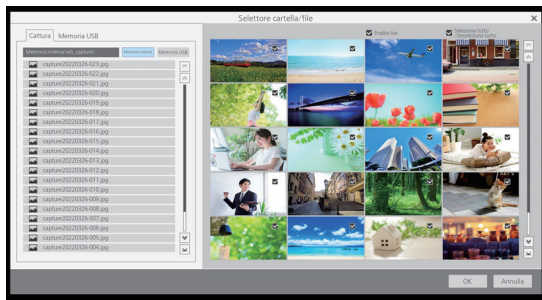 Selettore cartella/file
Cattura Memoria USB
Enable list
Seleziona tutto
/Deseleziona tutto
Memoria interna/wb_capture/ Memoria interna Memoria USB
capture20220326-023.jpg
capture20220326-022.jpg
capture20220326-021.jpg
capture20220326-020.jpg
capture20220326-019.jpg
capture20220326-018.jpg
capture20220326-017.jpg
capture20220326-016.jpg
capture20220326-015.jpg
capture20220326-014.jpg
capture20220326-013.jpg
capture20220326-012.jpg
capture20220326-011.jpg
capture20220326-010.jpg
capture20220326-009.jpg
capture20220326-008.jpg
capture20220326-007.jpg
capture20220326-006.jpg
capture20220326-005.jpg
capture20220326-004.jpg
OK Annulla